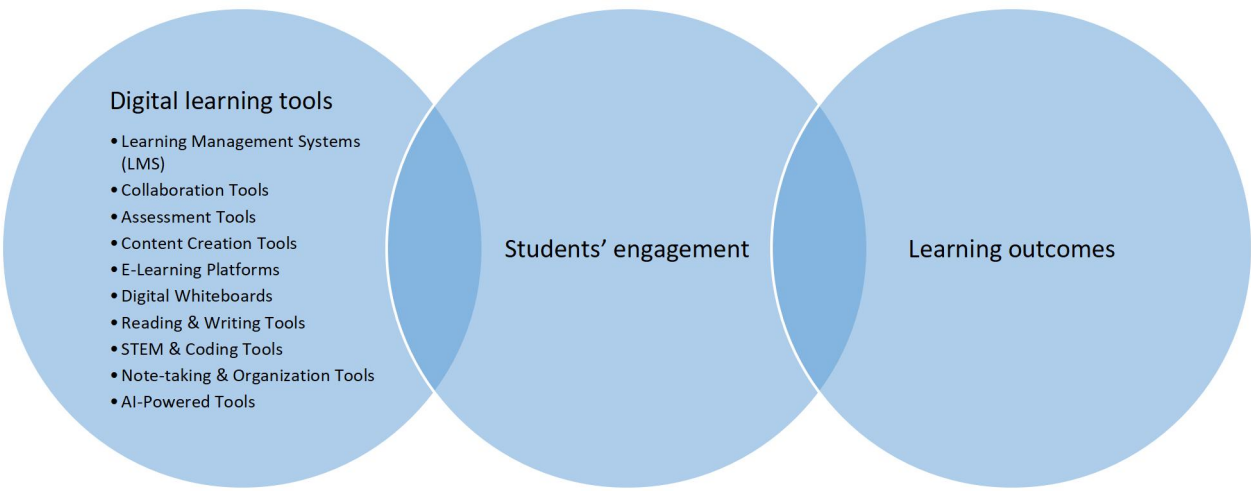 Digital learning tools
• Learning Management Systems
(LMS)
• Collaboration Tools
• Assessment Tools
• Content Creation Tools
• E-Learning Platforms
• Digital Whiteboards
• Reading & Writing Tools
• STEM & Coding Tools
• Note-taking & Organization Tools
• AI-Powered Tools
Students’ engagement
Learning outcomes